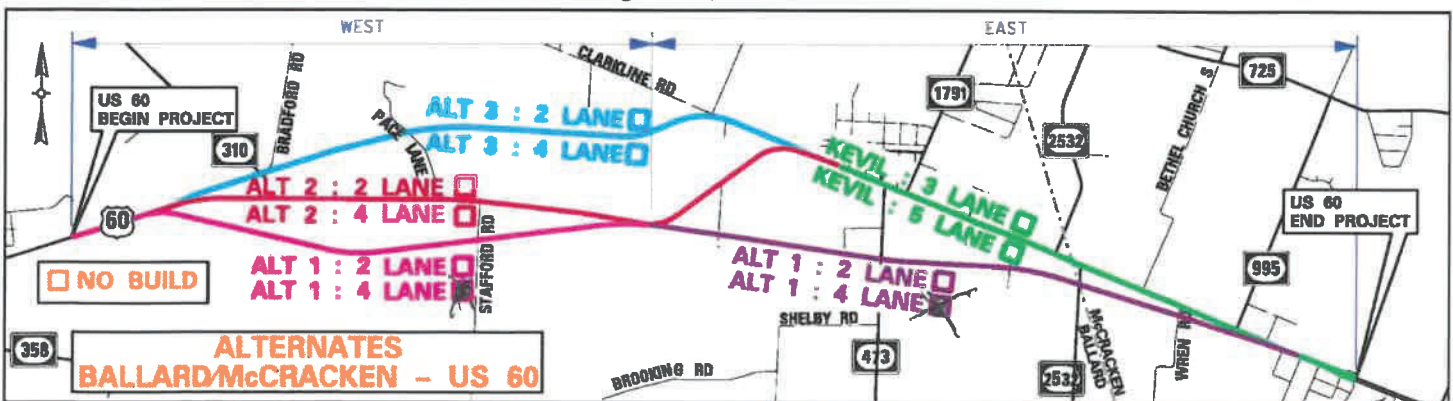 WEST
EAST
US 60
BEGIN PROJECT
310
BRADFORD RD
PACE LANE
CLARKLINE RD
ALT 3 : 2 LANE
ALT 3 : 4 LANE
1791
2532
BETHEL CHURCH S
725
KEVIL : 3 LANE
KEVIL : 5 LANE
US 60
END PROJECT
60
ALT 2 : 2 LANE
ALT 2 : 4 LANE
STAFFORD RD
ALT 1 : 2 LANE
ALT 1 : 4 LANE
NO BUILD
ALT 1 : 2 LANE
ALT 1 : 4 LANE
995
358
ALTERNATES
BALLARD/McCRACKEN - US 60
SHELBY RD
BROOKING RD
473
2532
McCRACKEN
BALLARD
WREN RD